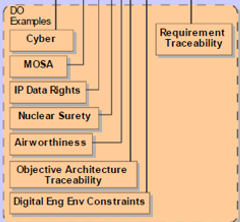 DO
Examples
Cyber
MOSA
IP Data Rights
Nuclear Surety
Airworthiness
Objective Architecture
Traceability
Digital Eng Env Constraints
Requirement
Traceability